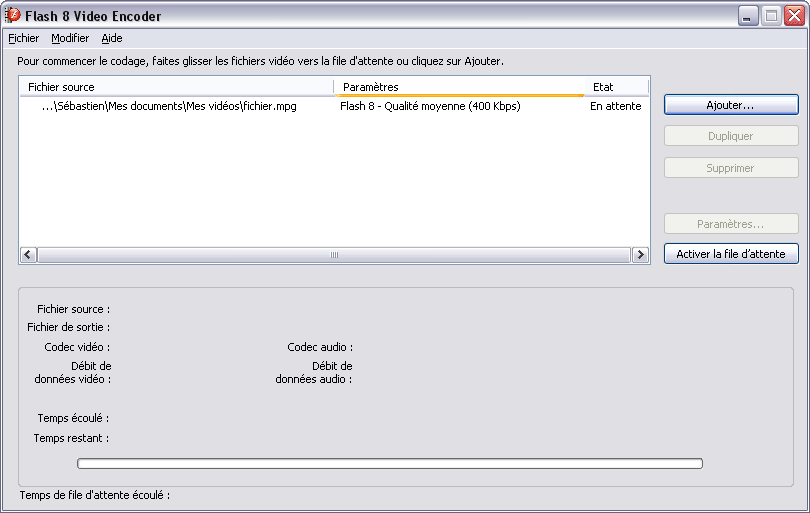 Flash 8 Video Encoder
Fichier Modifier Aide
Pour commencer le codage, faites glisser les fichiers vidéo vers la file d'attente ou cliquez sur Ajouter.
Fichier source Paramètres Etat
...\Sébastien\Mes documents\Mes vidéos\fichier.mpg Flash 8 - Qualité moyenne (400 Kbps) En attente
Ajouter...
Dupliquer
Supprimer
Paramètres...
Activer la file d'attente
Fichier source :
Fichier de sortie :
Codec vidéo : Codec audio :
Débit de
données vidéo :
Débit de
données audio :
Temps écoulé :
Temps restant :
Temps de file d'attente écoulé :